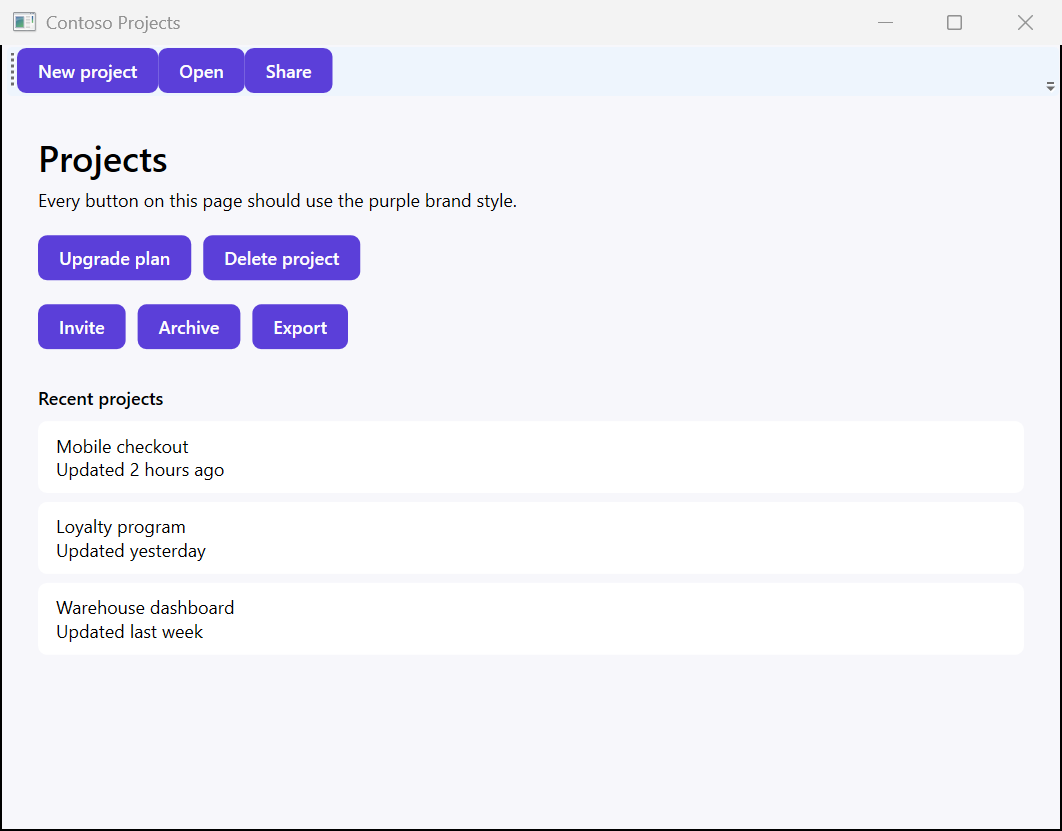 Contoso Projects
New project Open Share
Projects
Every button on this page should use the purple brand style.
Upgrade plan Delete project
Invite Archive Export
Recent projects
Mobile checkout
Updated 2 hours ago
Loyalty program
Updated yesterday
Warehouse dashboard
Updated last week